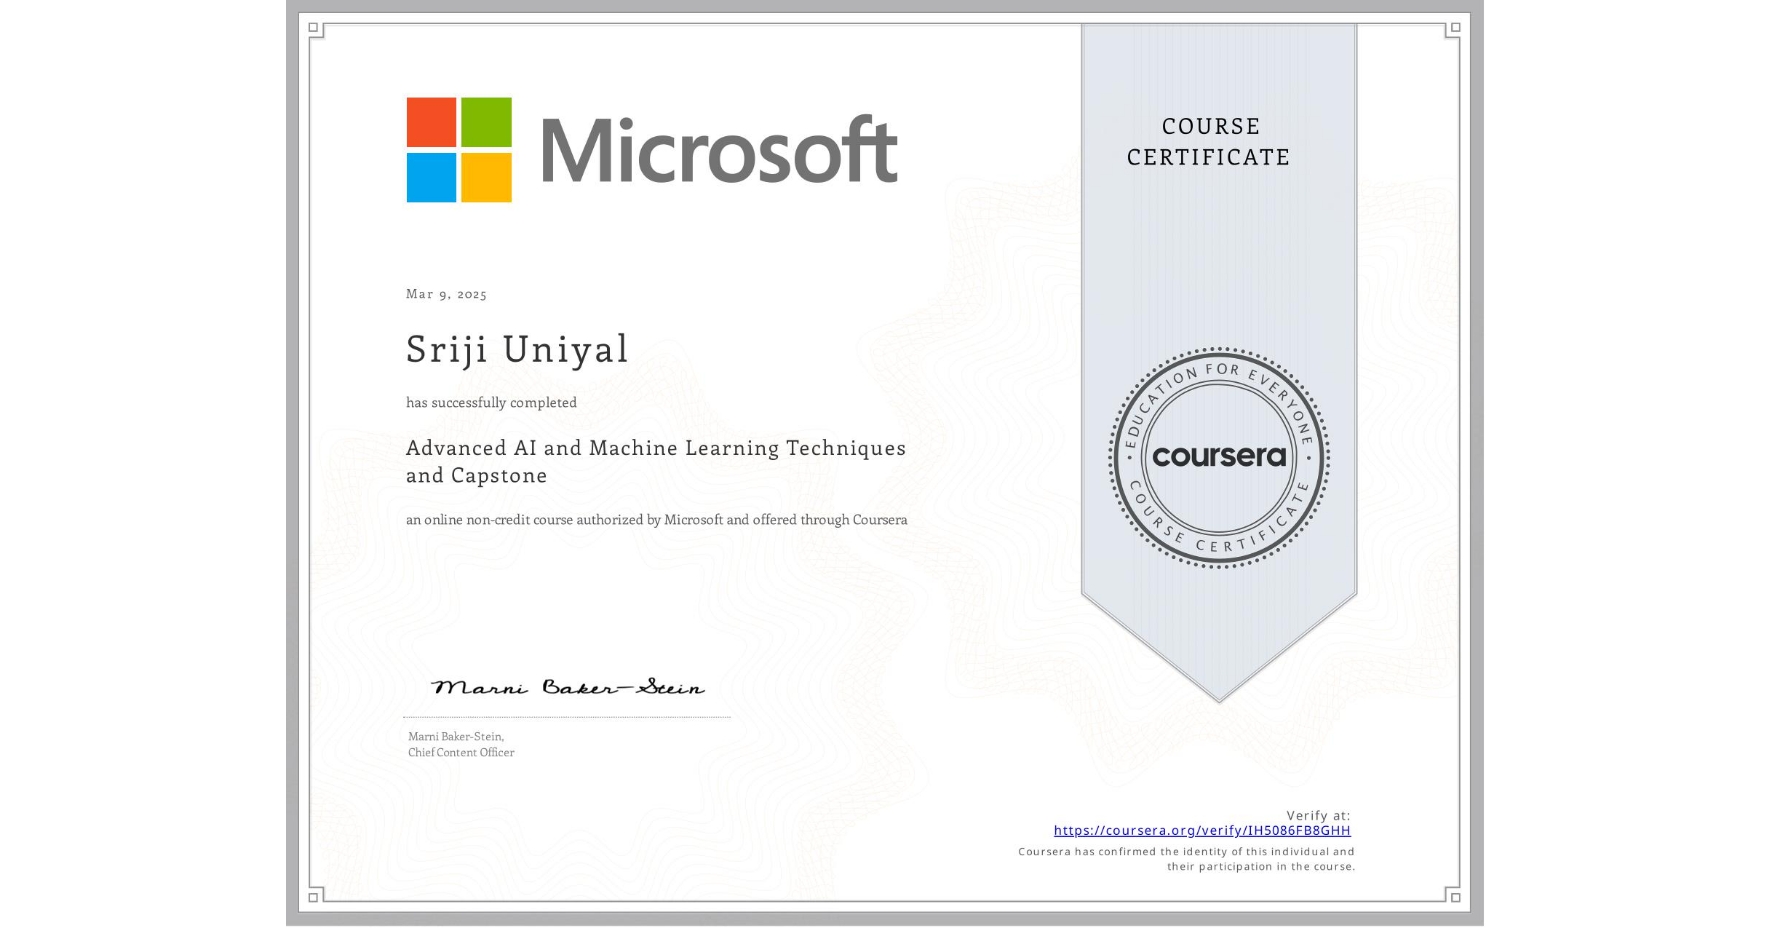 Microsoft
COURSE
CERTIFICATE
Mar 9, 2025
Sriji Uniyal
has successfully completed
Advanced AI and Machine Learning Techniques
and Capstone
an online non-credit course authorized by Microsoft and offered through Coursera
EDUCATION FOR EVERYONE
coursera
COURSE CERTIFICATE
Marni Baker-Stein
Marni Baker-Stein,
Chief Content Officer
Verify at:
https://coursera.org/verify/IH5086FB8GHH
Coursera has confirmed the identity of this individual and
their participation in the course.